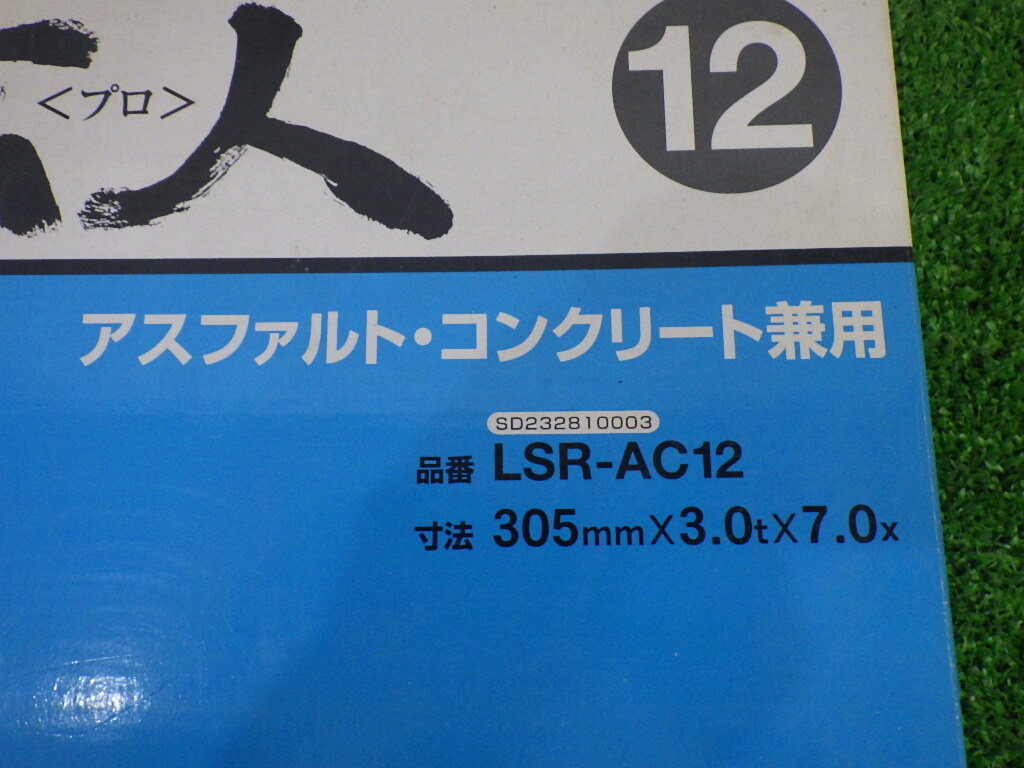 人
<プロ>
12
アスファルト・コンクリート兼用
SD232810003
品番 LSR-AC12
寸法 305mmX3.0tX7.0x